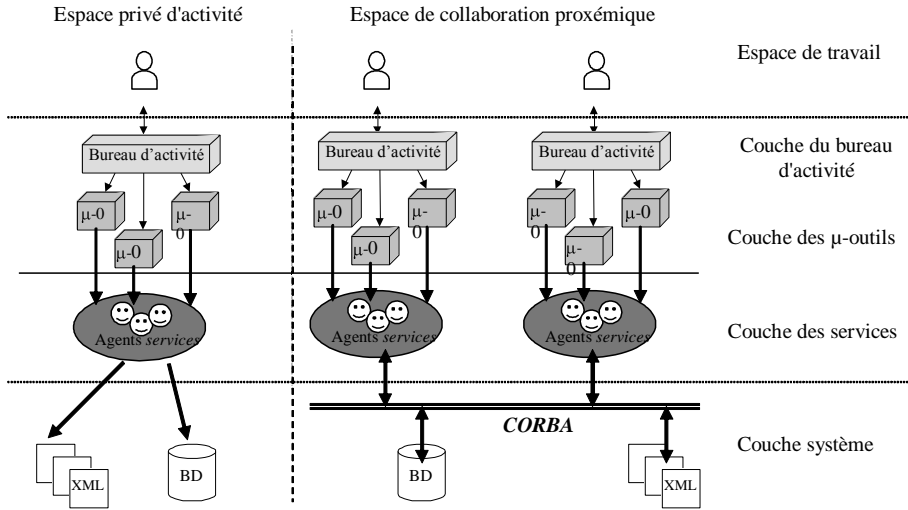 Espace privé d'activité
Espace de collaboration proxémique
Espace de travail
Bureau d'activité
Bureau d'activité
Bureau d'activité
Couche du bureau
d'activité
µ-0
µ-0
µ-
0
µ-0
µ-0
µ-
0
µ-
0
µ-
0
µ-0
Couche des µ-outils
Agents services
Agents services
Agents services
Couche des services
CORBA
XML
BD
BD
XML
Couche système